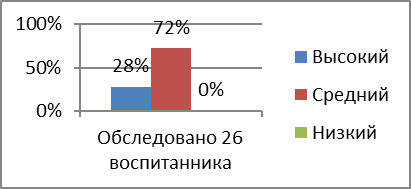 100%
50%
0%
28%
72%
0%
Обследовано 26
воспитанника
Высокий
Средний
Низкий